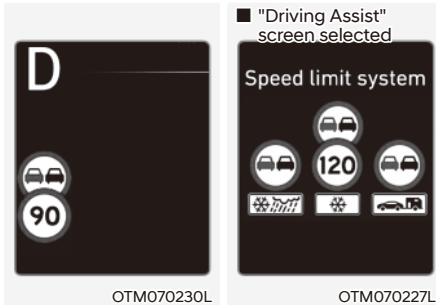 ■ "Driving Assist"
screen selected
D
90
OTM070230L
Speed limit system
120
OTM070227L